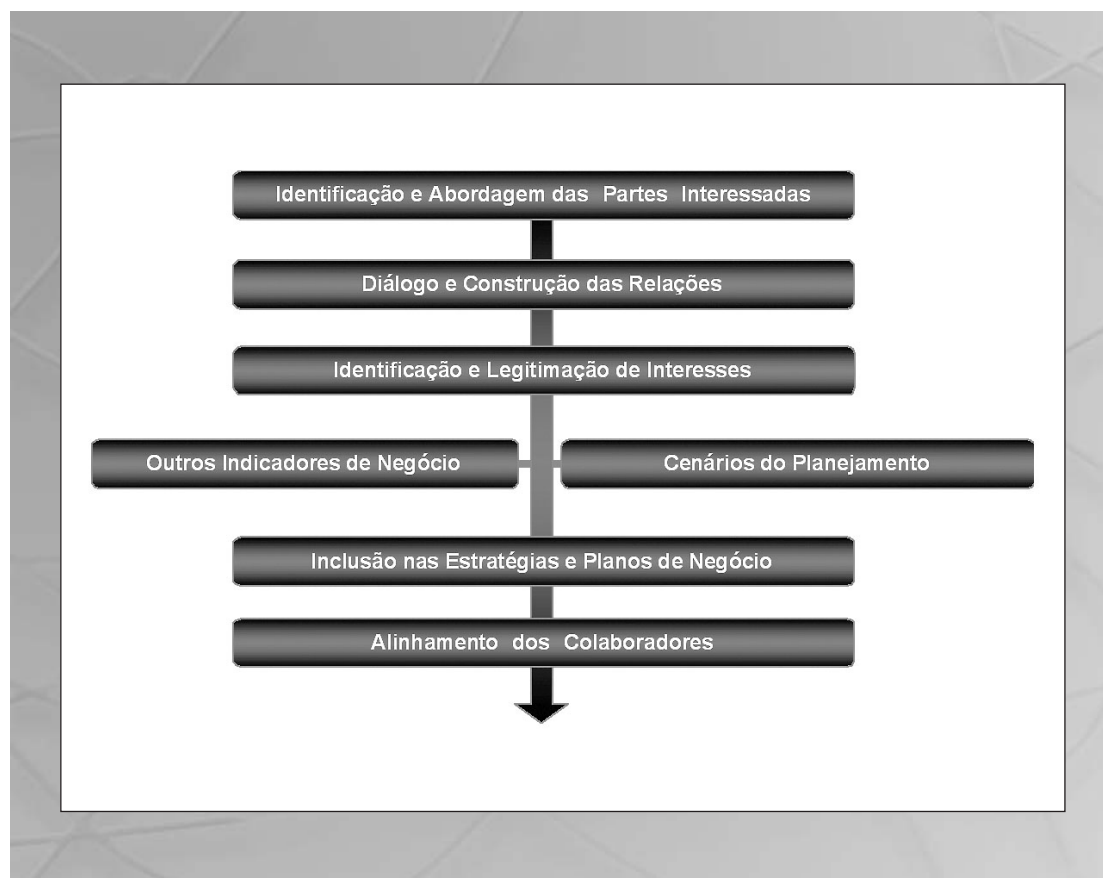 Identificação e Abordagem das Partes Interessadas
Diálogo e Construção das Relações
Identificação e Legitimação de Interesses
Outros Indicadores de Negócio
Cenários do Planejamento
Inclusão nas Estratégias e Planos de Negócio
Alinhamento dos Colaboradores